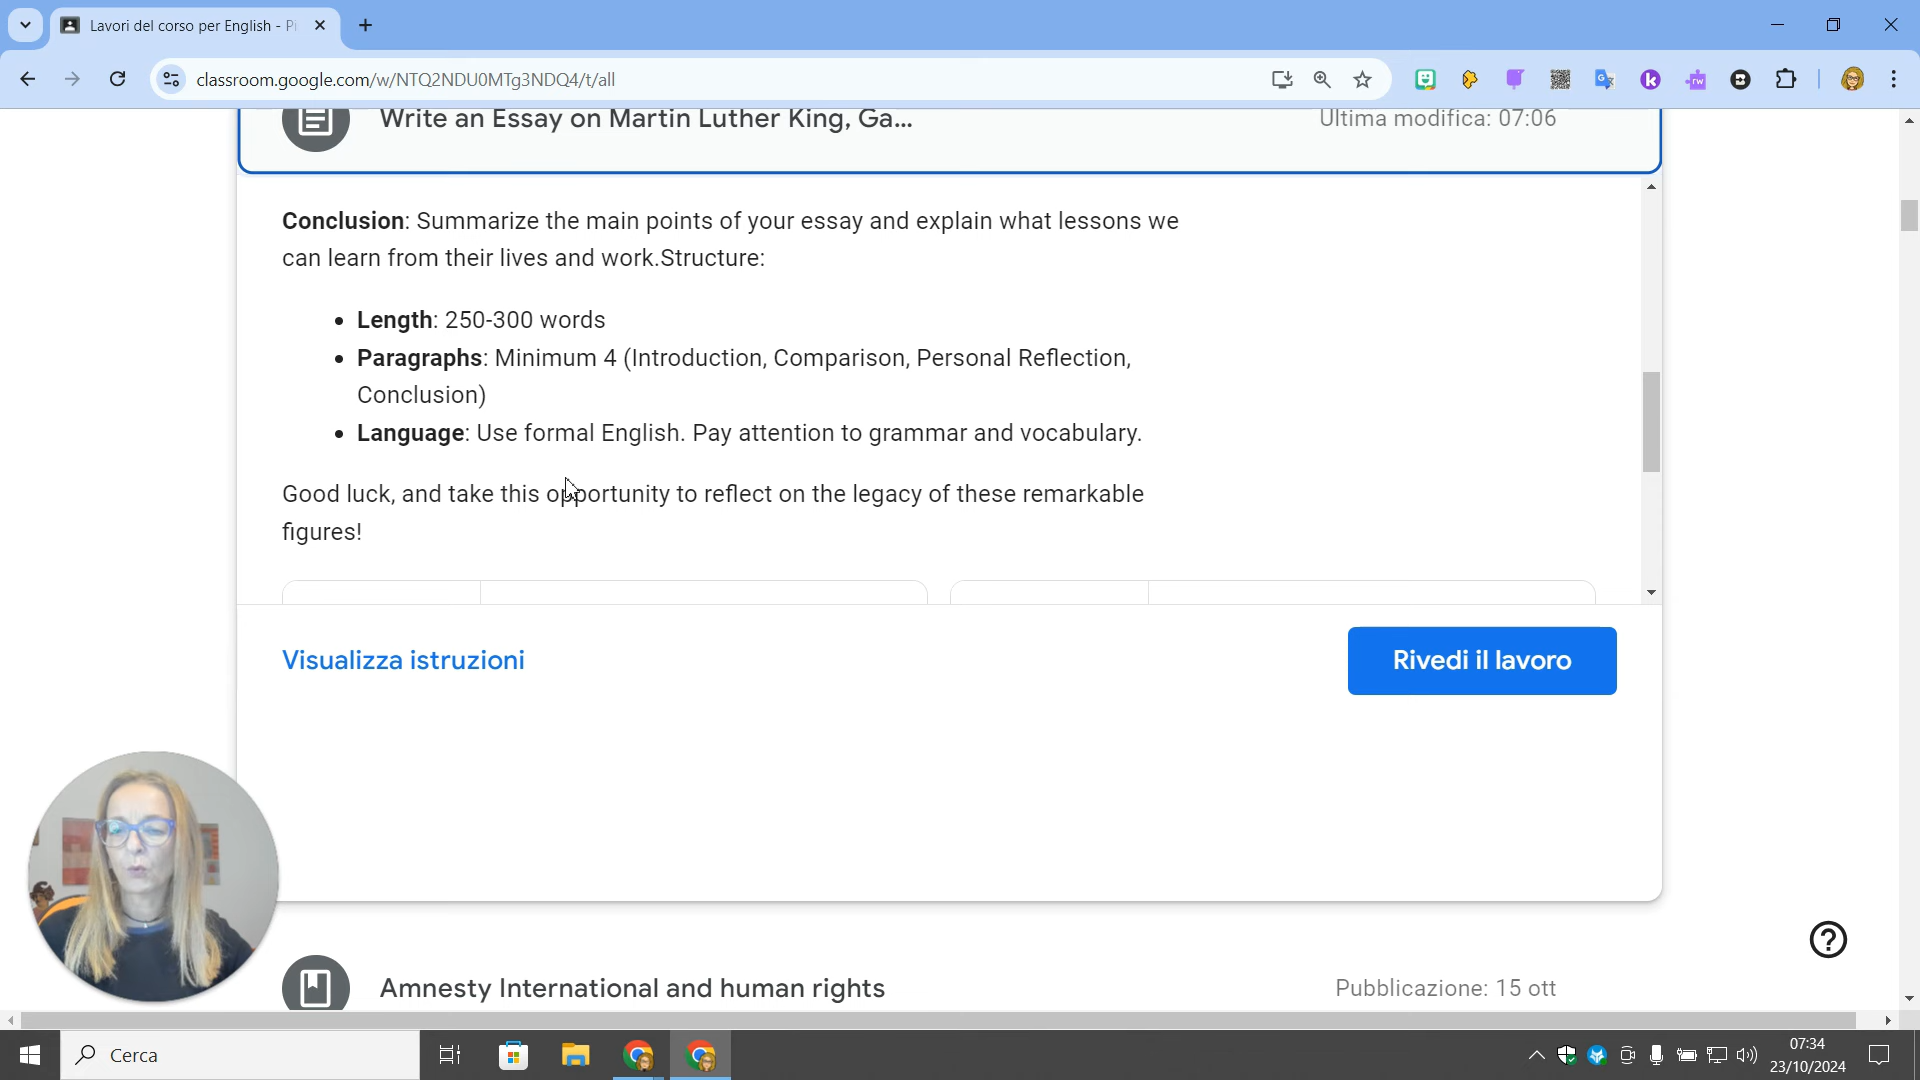 Lavori del corso per English - Pi
classroom.google.com/w/NTQ2NDU0MTg3NDQ4/t/all
Write an Essay on Martin Luther King, Ga...
Ultima modifica: 07:06
Conclusion: Summarize the main points of your essay and explain what lessons we
can learn from their lives and work.Structure:
• Length: 250-300 words
• Paragraphs: Minimum 4 (Introduction, Comparison, Personal Reflection,
Conclusion)
• Language: Use formal English. Pay attention to grammar and vocabulary.
Good luck, and take this opportunity to reflect on the legacy of these remarkable
figures!
Visualizza istruzioni
Rivedi il lavoro
Amnesty International and human rights
Pubblicazione: 15 ott
Cerca
07:34
23/10/2024